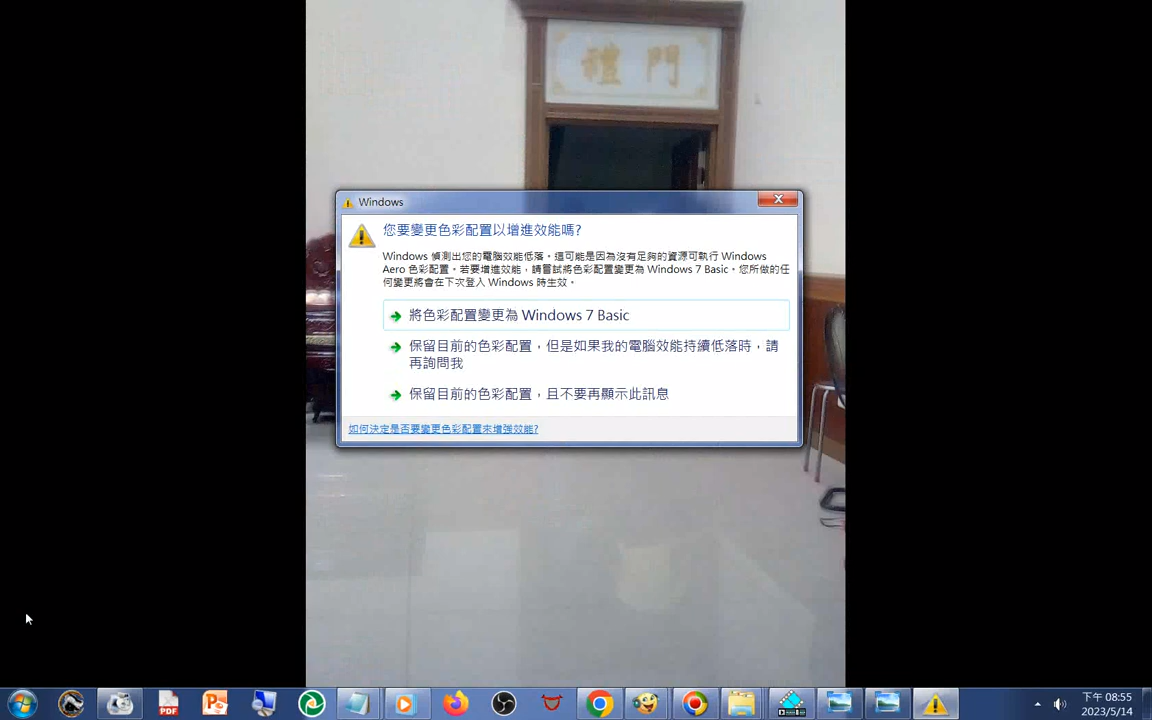 禮門
Windows
您要變更色彩配置以增進效能嗎?
Windows 偵測出您的電腦效能低落。這可能是因為沒有足夠的資源可執行 Windows
Aero 色彩配置。若要增進效能，請嘗試將色彩配置變更為 Windows 7 Basic。您所做的任
何變更將會在下次登入 Windows 時生效。
將色彩配置變更為 Windows 7 Basic
保留目前的色彩配置，但是如果我的電腦效能持續低落時，請
再詢問我
保留目前的色彩配置，且不要再顯示此訊息
如何決定是否要變更色彩配置來增強效能?
PDF
下午 08:55
2023/5/14